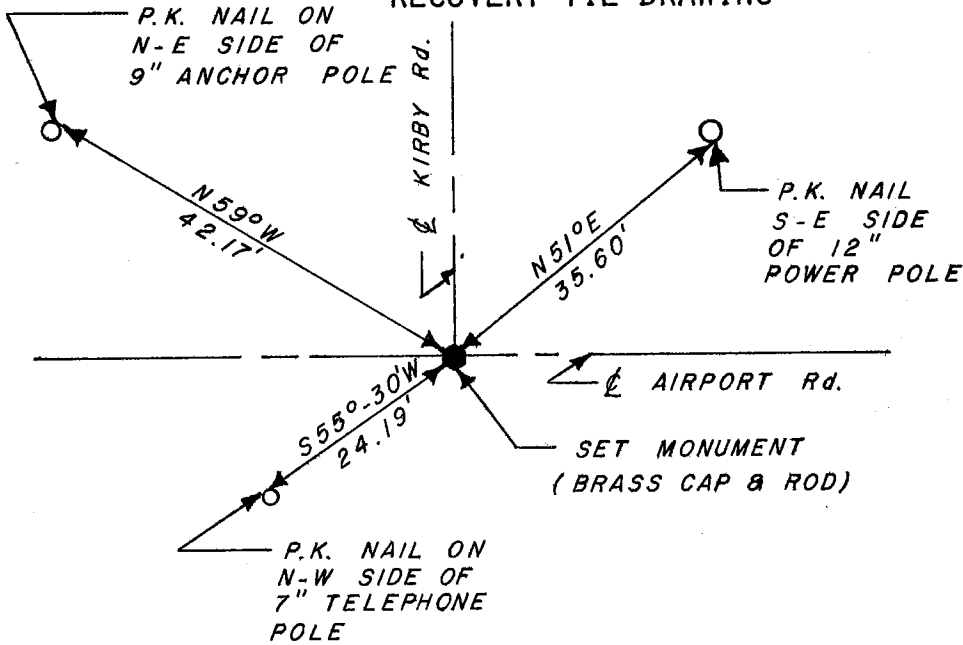 RECOVERY TIE DRAWING
P.K. NAIL ON
N-E SIDE OF
9" ANCHOR POLE
℄ KIRBY Rd.
N59°W
42.17'
N51°E
35.60'
P.K. NAIL
S-E SIDE
OF 12"
POWER POLE
℄ AIRPORT Rd.
S55°-30'W
24.19'
SET MONUMENT
(BRASS CAP & ROD)
P.K. NAIL ON
N-W SIDE OF
7" TELEPHONE
POLE